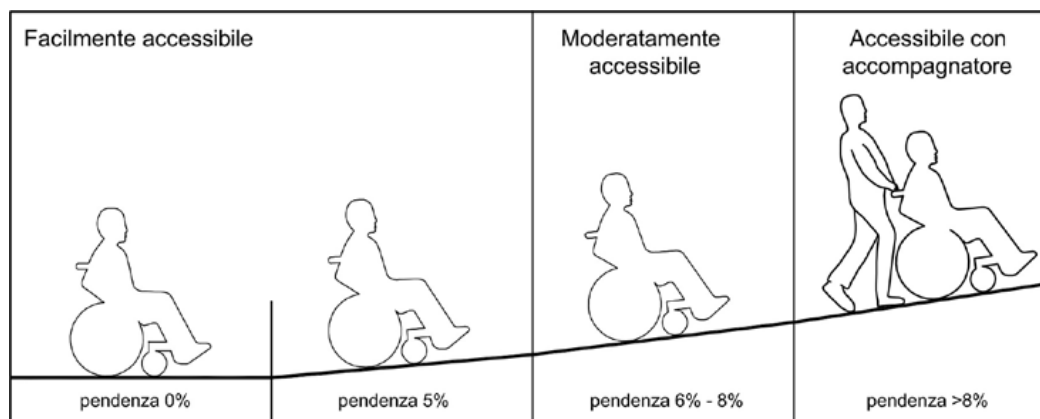 Facilmente accessibile
Moderatamente
accessibile
Accessibile con
accompagnatore
pendenza 0%
pendenza 5%
pendenza 6% - 8%
pendenza >8%